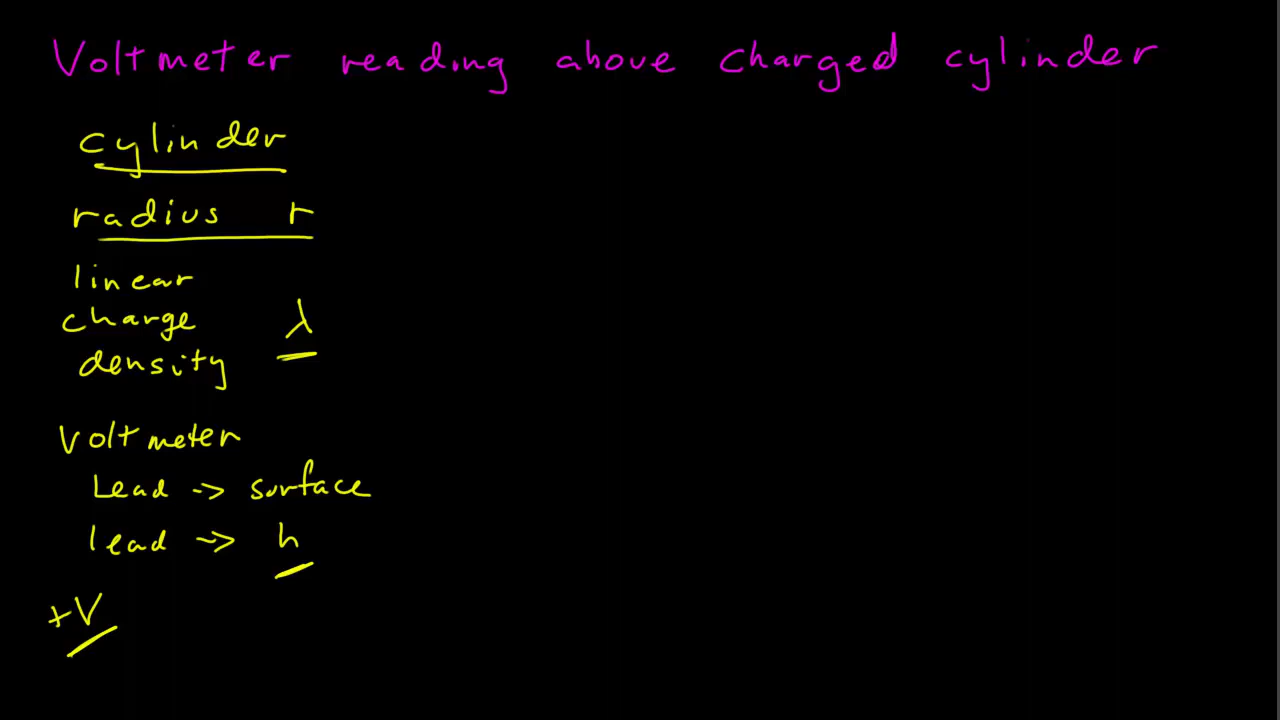 Voltmeter reading above charged cylinder
cylinder
radius r
linear
charge λ
density
Voltmeter
Lead -> surface
lead -> h
+V